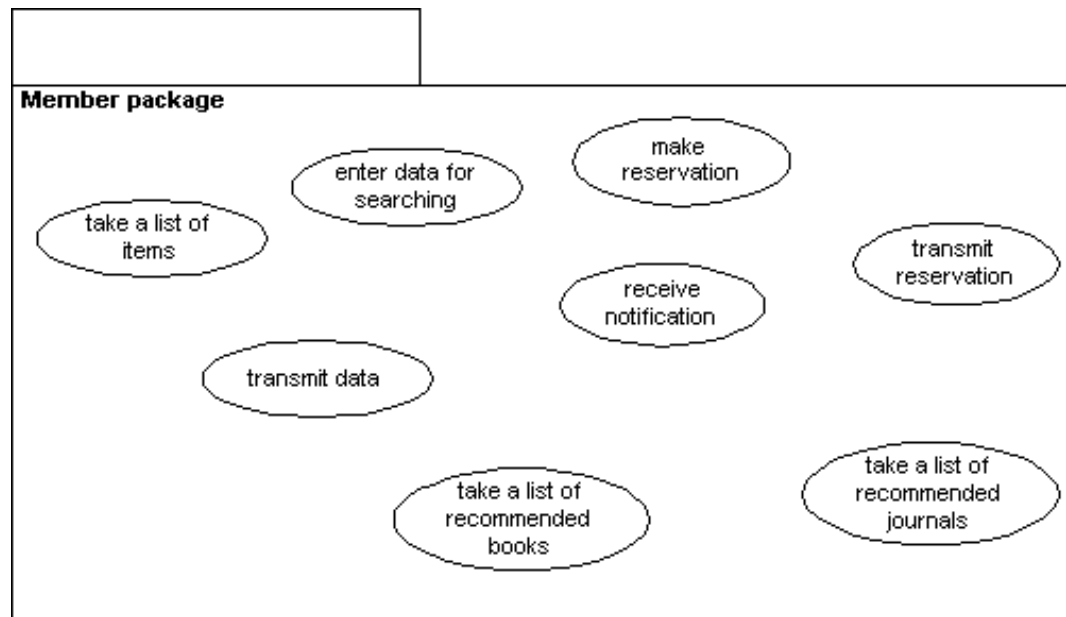 Member package
make
reservation
enter data for
searching
take a list of
items
transmit
reservation
receive
notification
transmit data
take a list of
recommended
books
take a list of
recommended
journals